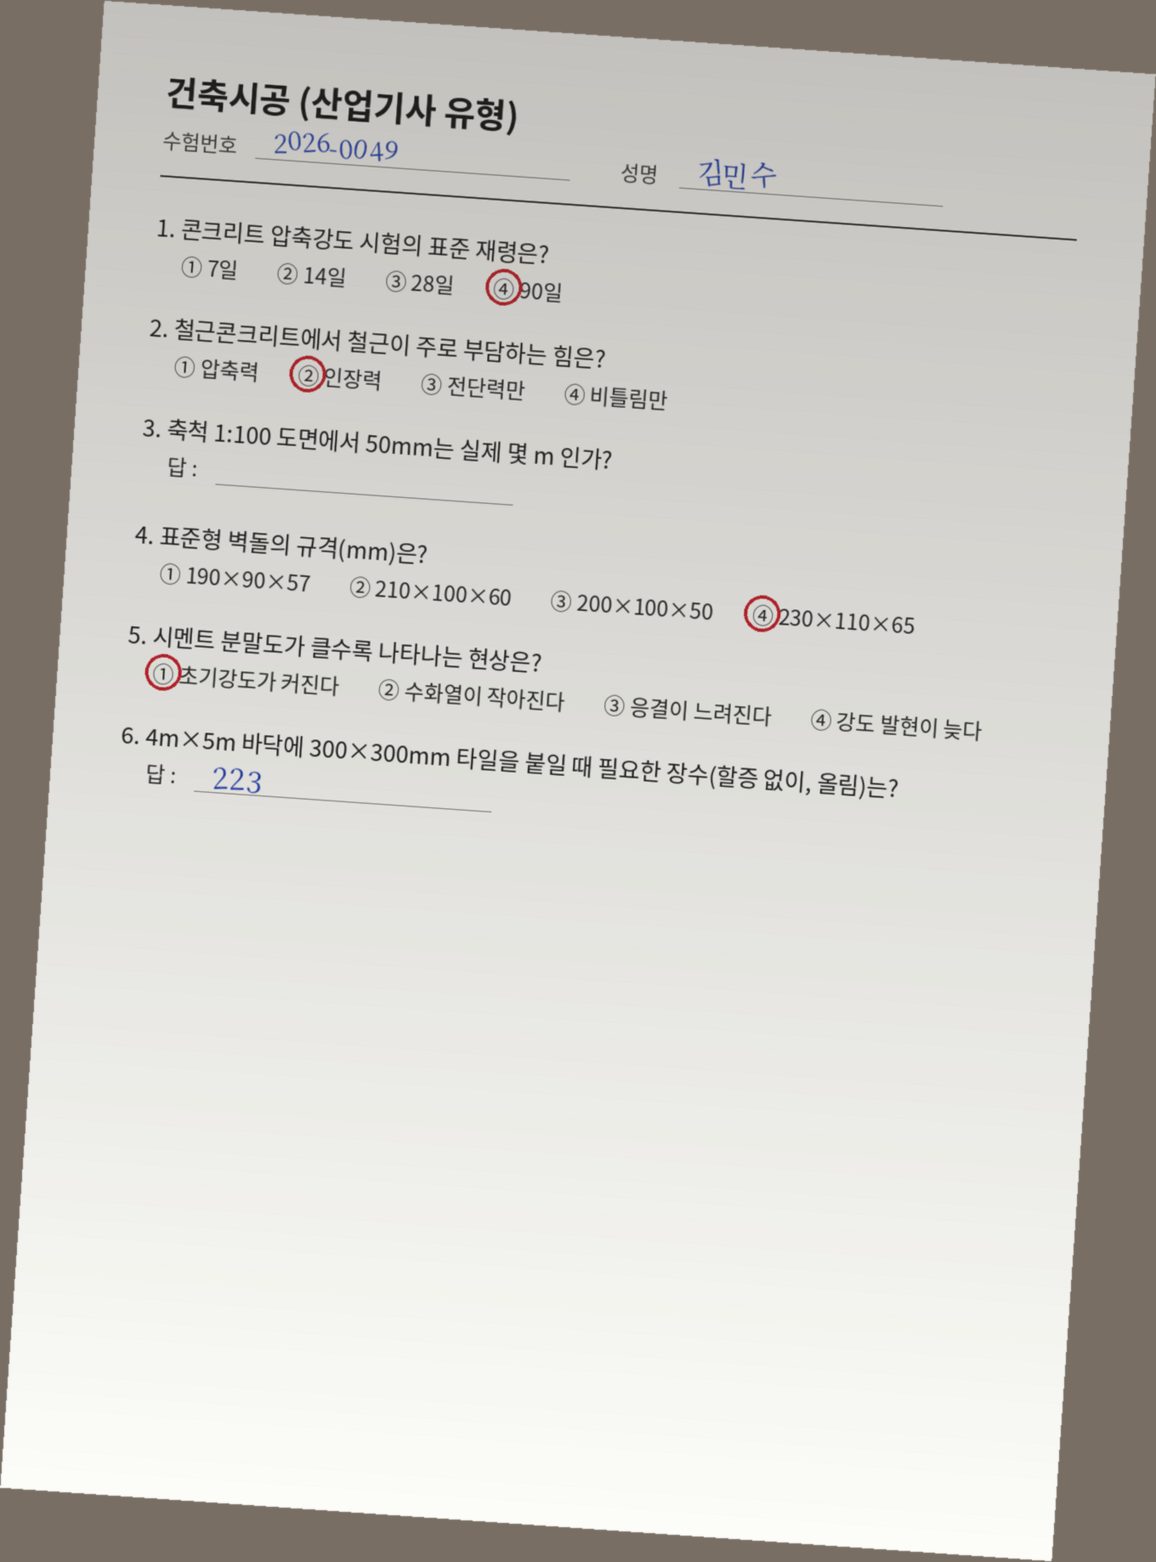 건축시공 (산업기사 유형)
수험번호 2026-0049 성명 김민수
1. 콘크리트 압축강도 시험의 표준 재령은?
① 7일 ② 14일 ③ 28일 ④ 90일
2. 철근콘크리트에서 철근이 주로 부담하는 힘은?
① 압축력 ② 인장력 ③ 전단력만 ④ 비틀림만
3. 축척 1:100 도면에서 50mm는 실제 몇 m 인가?
답 :
4. 표준형 벽돌의 규격(mm)은?
① 190×90×57 ② 210×100×60 ③ 200×100×50 ④ 230×110×65
5. 시멘트 분말도가 클수록 나타나는 현상은?
① 초기강도가 커진다 ② 수화열이 작아진다 ③ 응결이 느려진다 ④ 강도 발현이 늦다
6. 4m×5m 바닥에 300×300mm 타일을 붙일 때 필요한 장수(할증 없이, 올림)는?
답 : 223